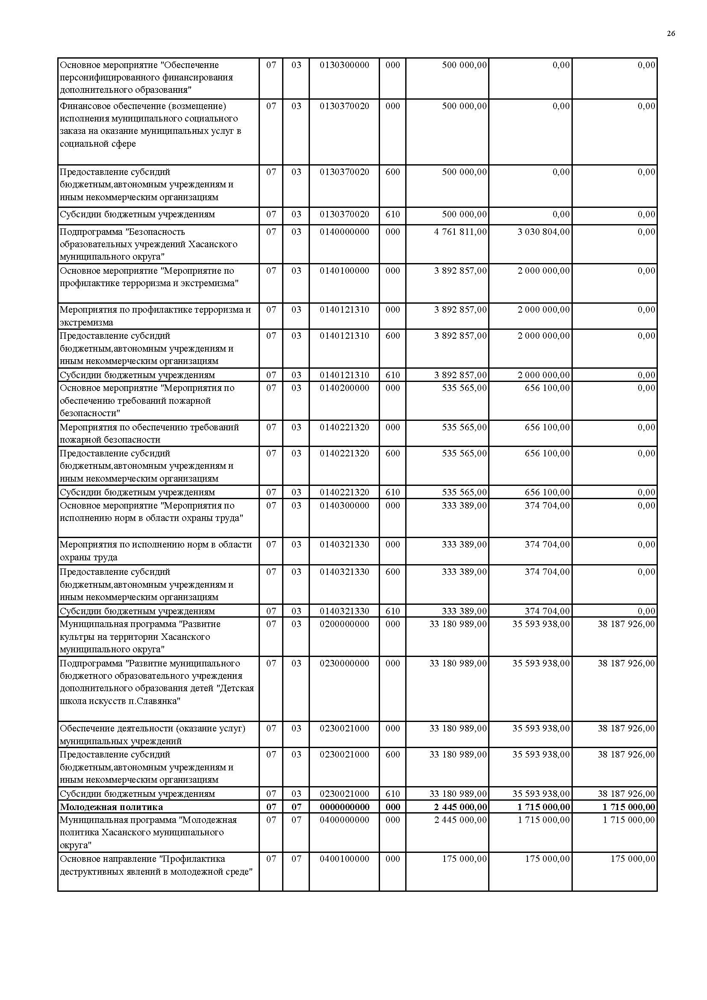 26
Основное мероприятие "Обеспечение 07 03 0130300000 000 500 000,00 0,00 0,00
персонифицированного финансирования
дополнительного образования"
Финансовое обеспечение (возмещение) 07 03 0130370020 000 500 000,00 0,00 0,00
исполнения муниципального социального
заказа на оказание муниципальных услуг в
социальной сфере
Предоставление субсидий 07 03 0130370020 600 500 000,00 0,00 0,00
бюджетным,автономным учреждениям и
иным некоммерческим организациям
Субсидии бюджетным учреждениям 07 03 0130370020 610 500 000,00 0,00 0,00
Подпрограмма "Безопасность 07 03 0140000000 000 4 761 811,00 3 030 804,00 0,00
образовательных учреждений Хасанского
муниципального округа"
Основное мероприятие "Мероприятие по 07 03 0140100000 000 3 892 857,00 2 000 000,00 0,00
профилактике терроризма и экстремизма"
Мероприятия по профилактике терроризма и 07 03 0140121310 000 3 892 857,00 2 000 000,00 0,00
экстремизма
Предоставление субсидий 07 03 0140121310 600 3 892 857,00 2 000 000,00 0,00
бюджетным,автономным учреждениям и
иным некоммерческим организациям
Субсидии бюджетным учреждениям 07 03 0140121310 610 3 892 857,00 2 000 000,00 0,00
Основное мероприятие "Мероприятия по 07 03 0140200000 000 535 565,00 656 100,00 0,00
обеспечению требований пожарной
безопасности"
Мероприятия по обеспечению требований 07 03 0140221320 000 535 565,00 656 100,00 0,00
пожарной безопасности
Предоставление субсидий 07 03 0140221320 600 535 565,00 656 100,00 0,00
бюджетным,автономным учреждениям и
иным некоммерческим организациям
Субсидии бюджетным учреждениям 07 03 0140221320 610 535 565,00 656 100,00 0,00
Основное мероприятие "Мероприятия по 07 03 0140300000 000 333 389,00 374 704,00 0,00
исполнению норм в области охраны труда"
Мероприятия по исполнению норм в области 07 03 0140321330 000 333 389,00 374 704,00 0,00
охраны труда
Предоставление субсидий 07 03 0140321330 600 333 389,00 374 704,00 0,00
бюджетным,автономным учреждениям и
иным некоммерческим организациям
Субсидии бюджетным учреждениям 07 03 0140321330 610 333 389,00 374 704,00 0,00
Муниципальная программа "Развитие 07 03 0200000000 000 33 180 989,00 35 593 938,00 38 187 926,00
культры на территории Хасанского
муниципального округа"
Подпрограмма "Развитие муниципального 07 03 0230000000 000 33 180 989,00 35 593 938,00 38 187 926,00
бюджетного образовательного учреждения
дополнительного образования детей "Детская
школа искусств п.Славянка"
Обеспечение деятельности (оказание услуг) 07 03 0230021000 000 33 180 989,00 35 593 938,00 38 187 926,00
муниципальных учреждений
Предоставление субсидий 07 03 0230021000 600 33 180 989,00 35 593 938,00 38 187 926,00
бюджетным,автономным учреждениям и
иным некоммерческим организациям
Субсидии бюджетным учреждениям 07 03 0230021000 610 33 180 989,00 35 593 938,00 38 187 926,00
Молодежная политика 07 07 0000000000 000 2 445 000,00 1 715 000,00 1 715 000,00
Муниципальная программа "Молодежная 07 07 0400000000 000 2 445 000,00 1 715 000,00 1 715 000,00
политика Хасанского муниципального
округа"
Основное направление "Профилактика 07 07 0400100000 000 175 000,00 175 000,00 175 000,00
деструктивных явлений в молодежной среде"